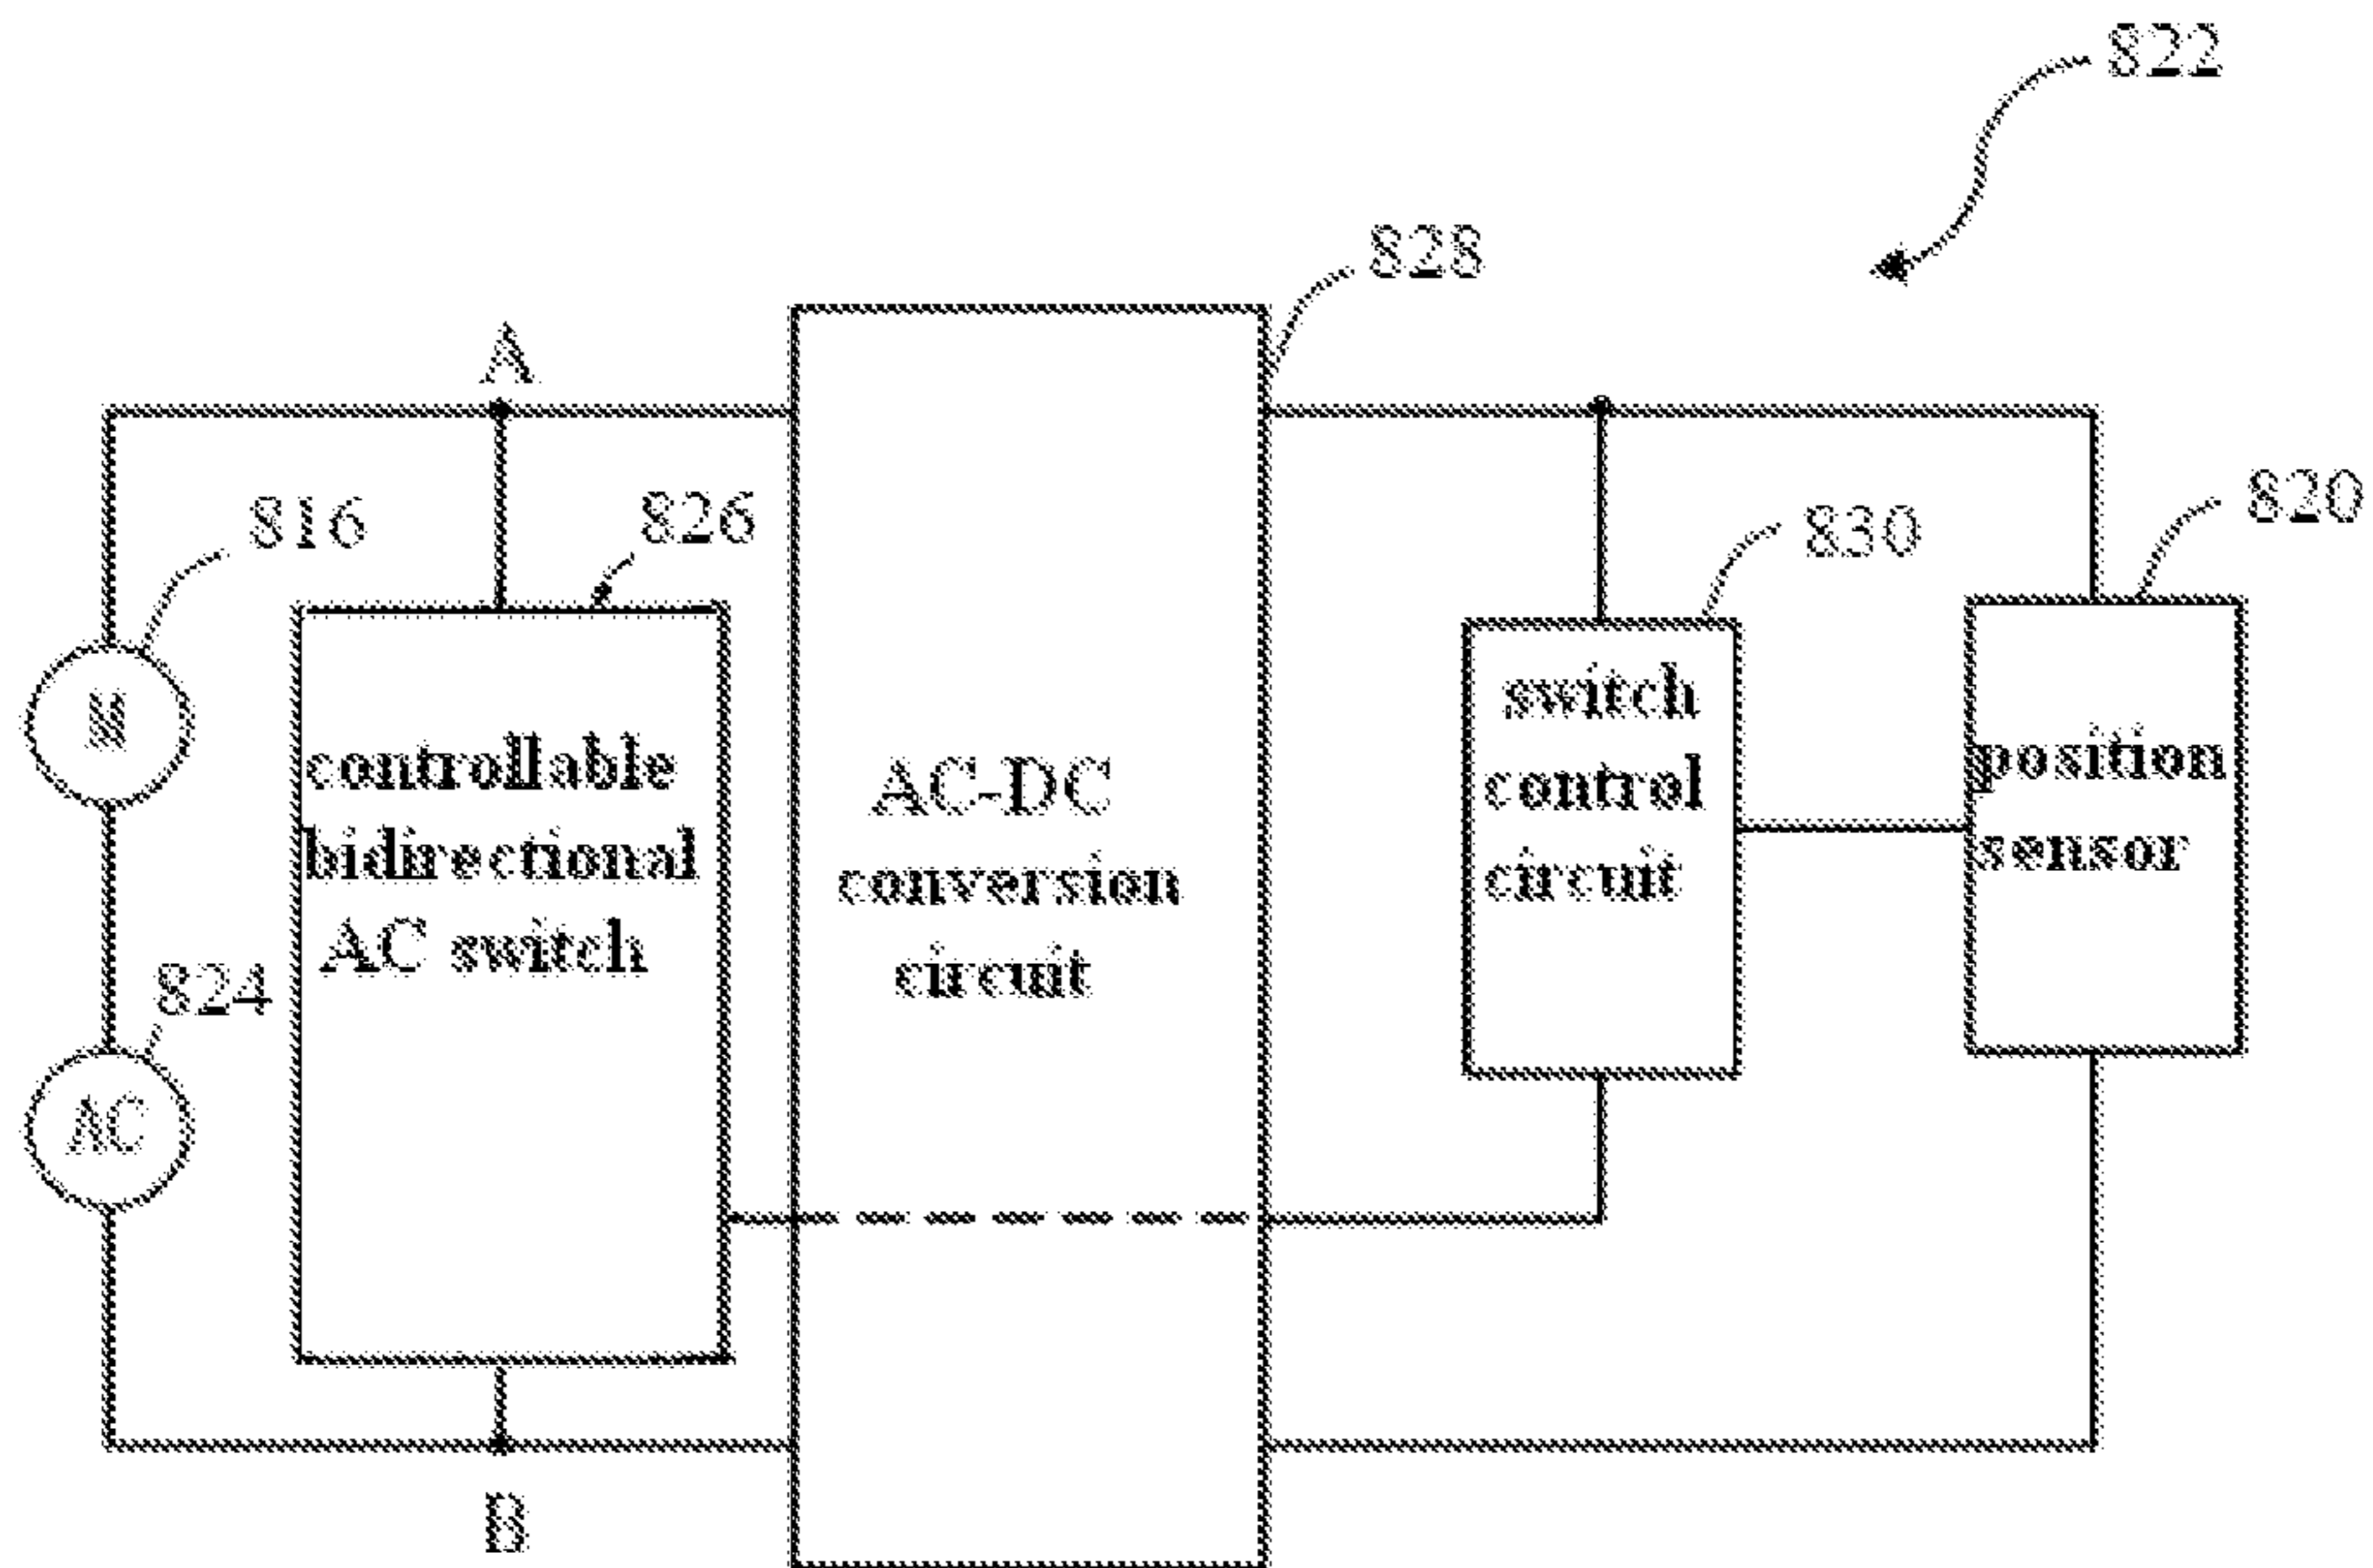 822
828
A
816
826
830
820
M
controllable
bidirectional
AC switch
AC-DC
conversion
circuit
switch
control
circuit
position
sensor
824
AC
B